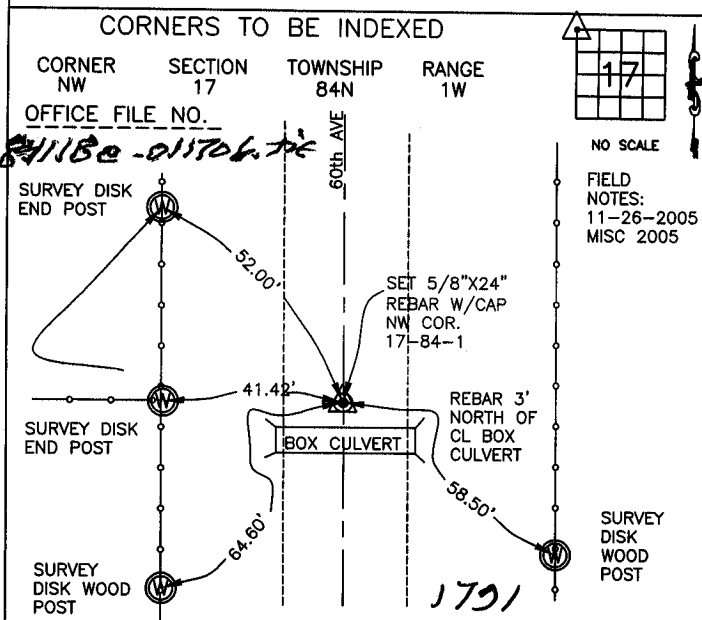 CORNERS TO BE INDEXED
CORNER SECTION TOWNSHIP RANGE
NW 17 84N 1W
OFFICE FILE NO.
17
NO SCALE
60th AVE
FIELD
NOTES:
11-26-2005
MISC 2005
SURVEY DISK
END POST
W
52.00'
SET 5/8"X24"
REBAR W/CAP
NW COR.
17-84-1
W
41.42'
SURVEY DISK
END POST
REBAR 3'
NORTH OF
CL BOX
CULVERT
BOX CULVERT
58.50'
64.60'
W
SURVEY
DISK
WOOD
POST
SURVEY
DISK WOOD
POST
W
1791